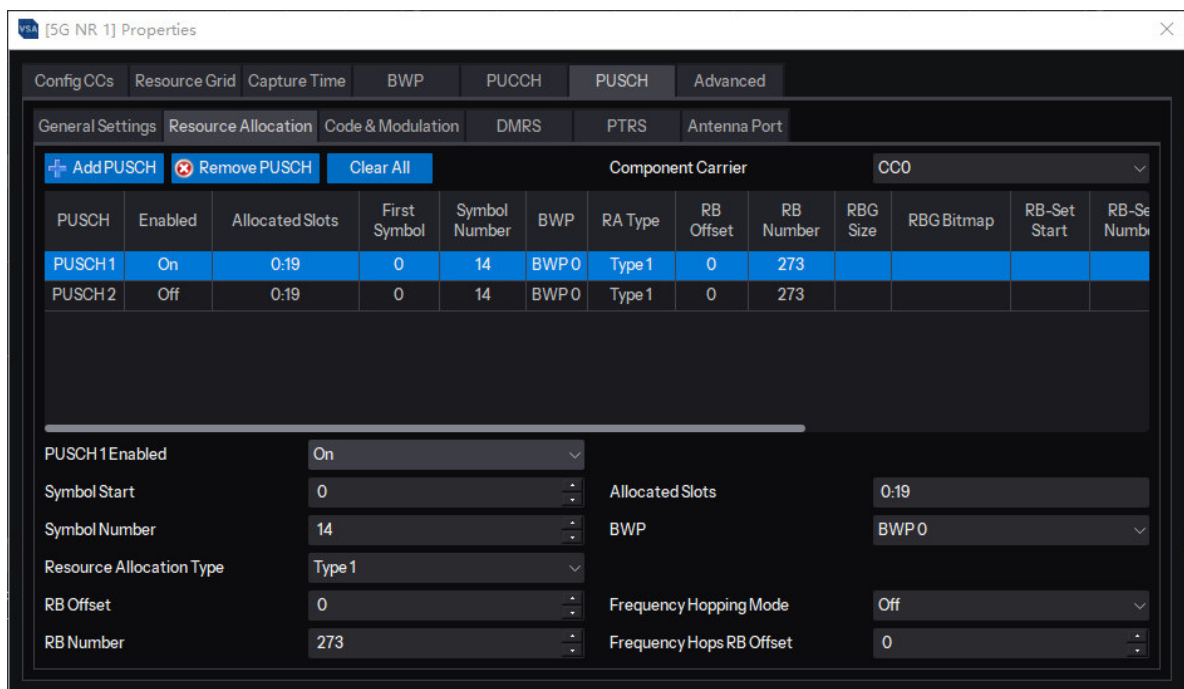 VSA [5G NR 1] Properties
Config CCs Resource Grid Capture Time BWP PUCCH PUSCH Advanced
General Settings Resource Allocation Code & Modulation DMRS PTRS Antenna Port
Add PUSCH Remove PUSCH Clear All Component Carrier CC0
PUSCH Enabled Allocated Slots First Symbol Symbol Number BWP RA Type RB Offset RB Number RBG Size RBG Bitmap RB-Set Start RB-Se Numbe
PUSCH 1 On 0:19 0 14 BWP 0 Type 1 0 273
PUSCH 2 Off 0:19 0 14 BWP 0 Type 1 0 273
PUSCH 1 Enabled On
Symbol Start 0 Allocated Slots 0:19
Symbol Number 14 BWP BWP 0
Resource Allocation Type Type 1
RB Offset 0 Frequency Hopping Mode Off
RB Number 273 Frequency Hops RB Offset 0